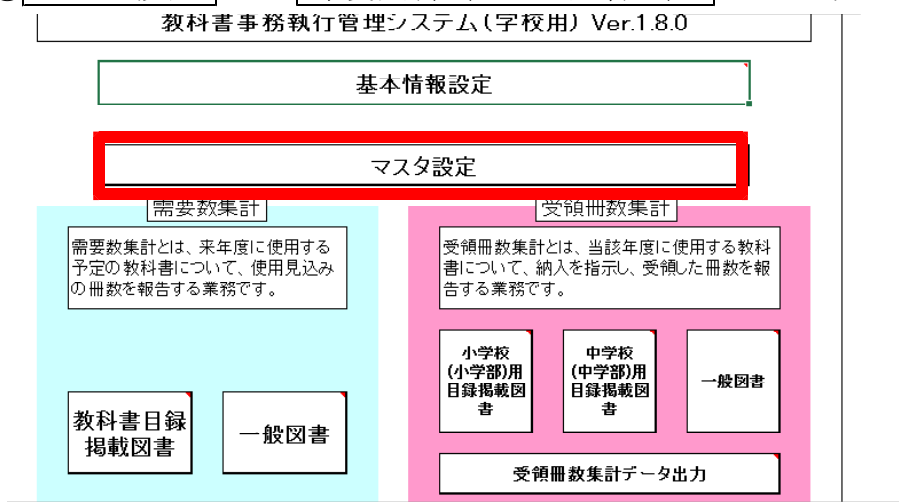 教科書事務執行管理システム(学校用) Ver.1.8.0
基本情報設定
マスタ設定
需要数集計
需要数集計とは、来年度に使用する
予定の教科書について、使用見込み
の冊数を報告する業務です。
教科書目録
掲載図書
一般図書
受領冊数集計
受領冊数集計とは、当該年度に使用する教科
書について、納入を指示し、受領した冊数を報
告する業務です。
小学校
(小学部)用
目録掲載図
書
中学校
(中学部)用
目録掲載図
書
一般図書
受領冊数集計データ出力